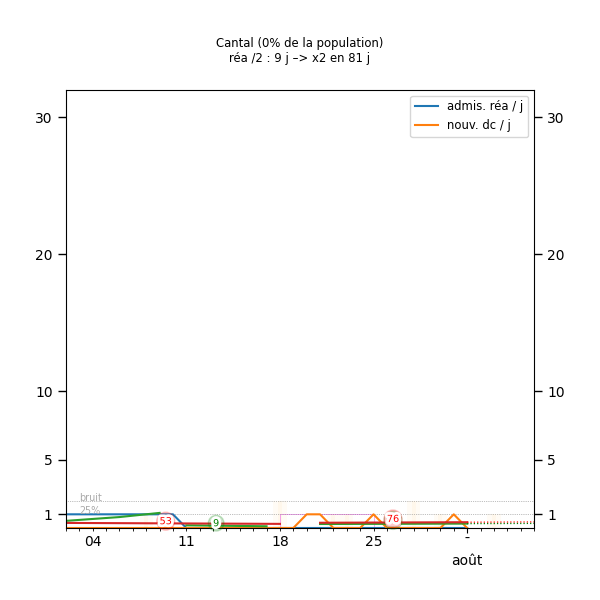 Cantal (0% de la population)
réa /2 : 9 j –> x2 en 81 j
admis. réa / j
nouv. dc / j
30 30
20 20
10 10
5 5
bruit
25%
1 1
53 9 76
04 11 18 25 -
août